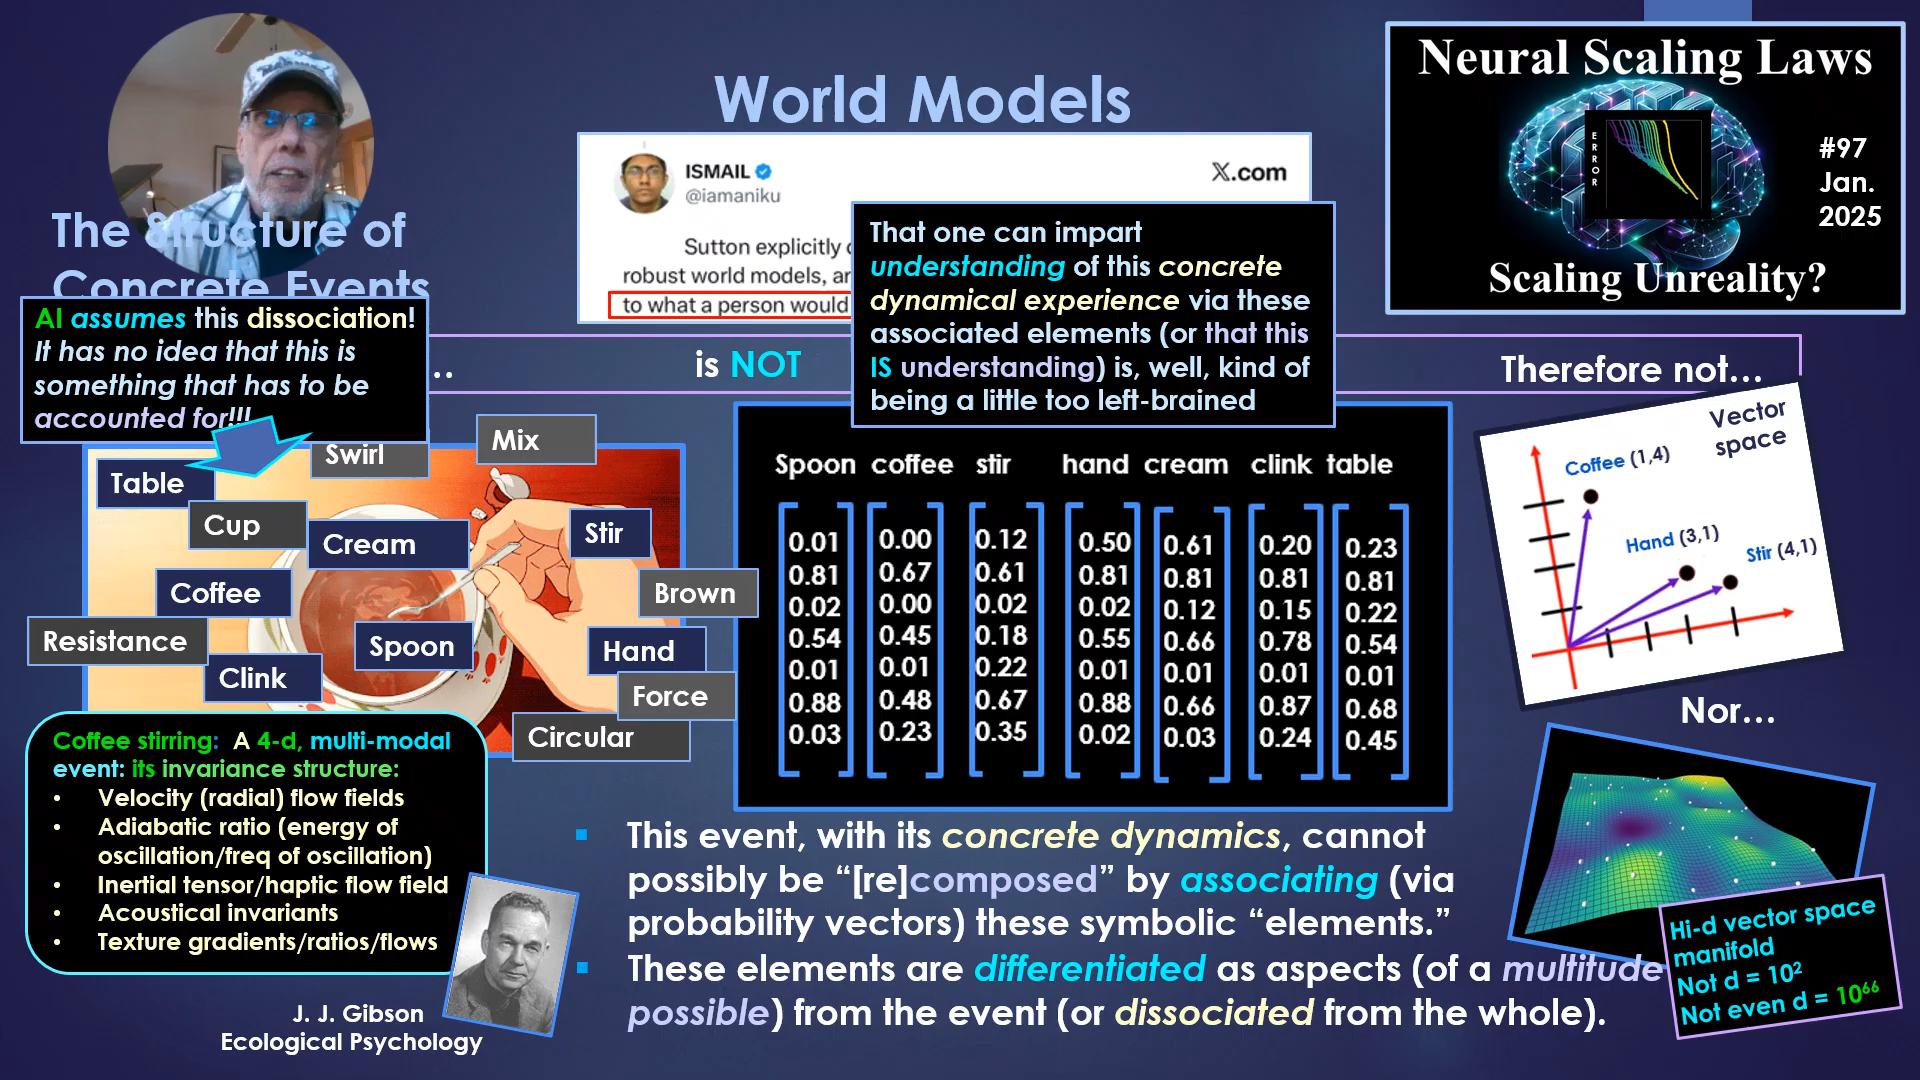 World Models
Neural Scaling Laws
ERROR
#97
Jan.
2025
Scaling Unreality?
ISMAIL
@iamaniku
X.com
Sutton explicitly
robust world models,
to what a person would
That one can impart
understanding of this concrete
dynamical experience via these
associated elements (or that this
IS understanding) is, well, kind of
being a little too left-brained
The Structure of
Concrete Events
AI assumes this dissociation!
It has no idea that this is
something that has to be
accounted for!!!
..
is NOT
Therefore not...
Table
Swirl
Mix
Cup
Cream
Stir
Coffee
Brown
Resistance
Spoon
Hand
Clink
Force
Circular
Spoon coffee stir hand cream clink table
0.01 0.00 0.12 0.50 0.61 0.20 0.23
0.81 0.67 0.61 0.81 0.81 0.81 0.81
0.02 0.00 0.02 0.02 0.12 0.15 0.22
0.54 0.45 0.18 0.55 0.66 0.78 0.54
0.01 0.01 0.22 0.01 0.01 0.01 0.01
0.88 0.48 0.67 0.88 0.66 0.87 0.68
0.03 0.23 0.35 0.02 0.03 0.24 0.45
Vector
space
Coffee (1,4)
Hand (3,1)
Stir (4,1)
Nor...
Hi-d vector space
manifold
Not d = 10²
Not even d = 10⁶⁶
Coffee stirring: A 4-d, multi-modal
event: its invariance structure:
• Velocity (radial) flow fields
• Adiabatic ratio (energy of
oscillation/freq of oscillation)
• Inertial tensor/haptic flow field
• Acoustical invariants
• Texture gradients/ratios/flows
J. J. Gibson
Ecological Psychology
▪ This event, with its concrete dynamics, cannot
possibly be “[re]composed” by associating (via
probability vectors) these symbolic “elements.”
▪ These elements are differentiated as aspects (of a multitude
possible) from the event (or dissociated from the whole).